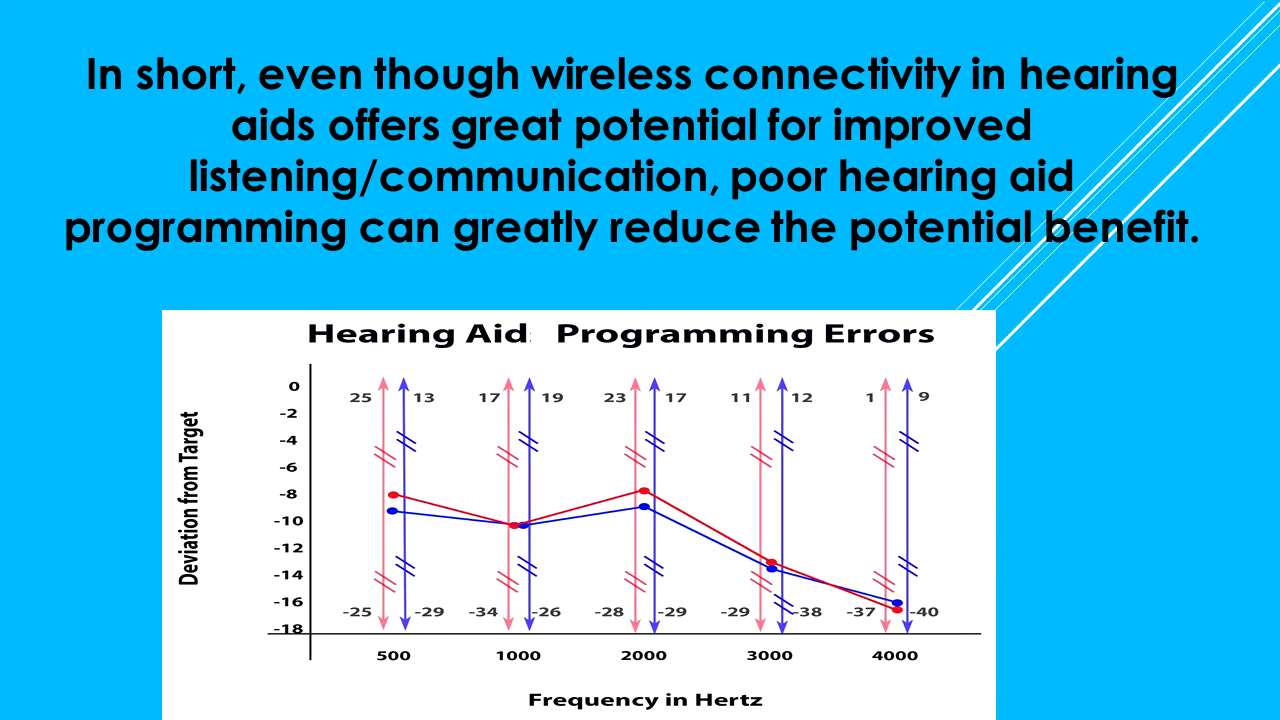 In short, even though wireless connectivity in hearing
aids offers great potential for improved
listening/communication, poor hearing aid
programming can greatly reduce the potential benefit.
Hearing Aid Programming Errors
Deviation from Target
0
-2
-4
-6
-8
-10
-12
-14
-16
-18
25 13 17 19 23 17 11 12 1 9
-25 -29 -34 -26 -28 -29 -29 -38 -37 -40
500 1000 2000 3000 4000
Frequency in Hertz